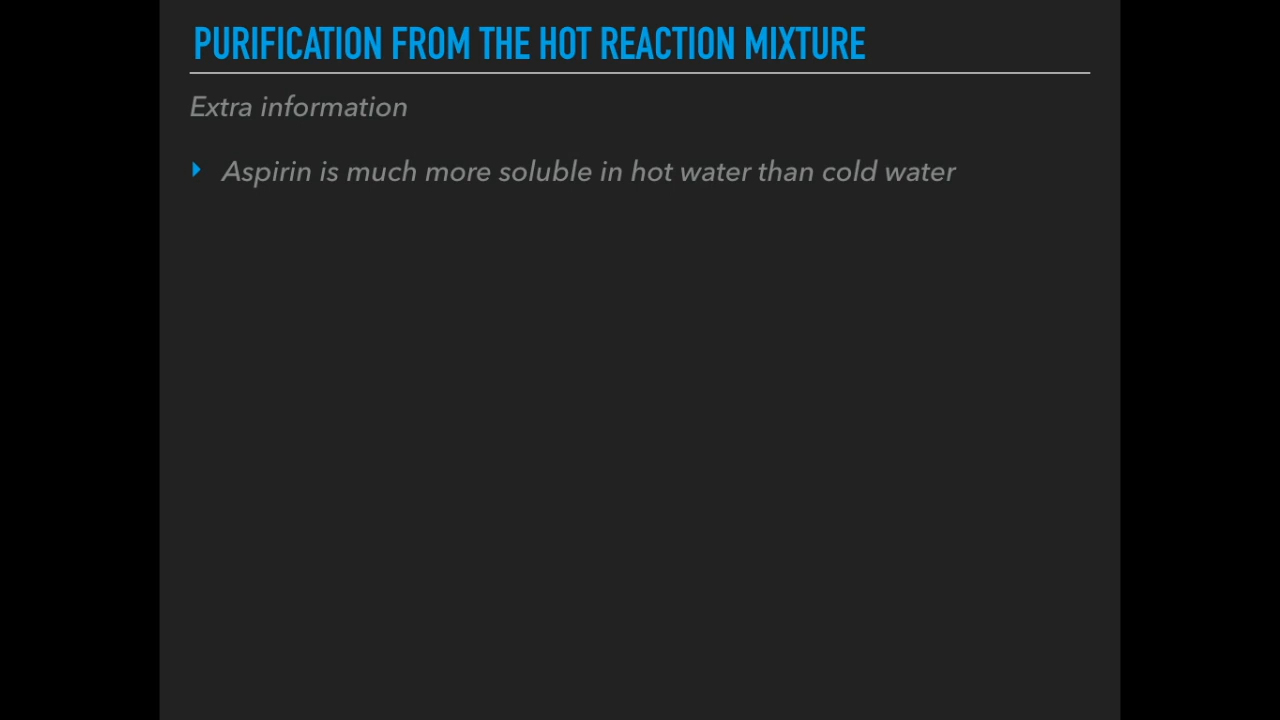 PURIFICATION FROM THE HOT REACTION MIXTURE
Extra information
Aspirin is much more soluble in hot water than cold water